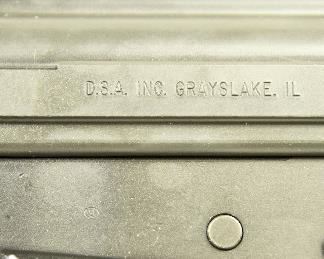 D.S.A. INC. GRAYSLAKE, IL